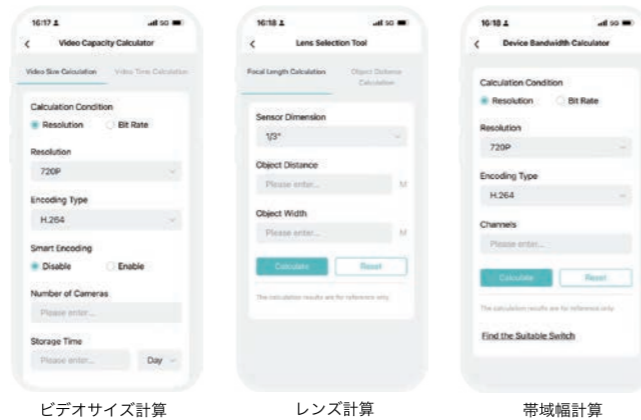 16:17
5G
Video Capacity Calculator
Video Size Calculation
Video Time Calculation
Calculation Condition
Resolution
Bit Rate
Resolution
720P
Encoding Type
H.264
Smart Encoding
Disable
Enable
Number of Cameras
Please enter...
Storage Time
Please enter...
Day
ビデオサイズ計算
16:18
5G
Lens Selection Tool
Focal Length Calculation
Object Distance
Calculation
Sensor Dimension
1/3"
Object Distance
Please enter...
M
Object Width
Please enter...
M
Calculate
Reset
The calculation results are for reference only
レンズ計算
16:18
5G
Device Bandwidth Calculator
Calculation Condition
Resolution
Bit Rate
Resolution
720P
Encoding Type
H.264
Channels
Please enter...
Calculate
Reset
The calculation results are for reference only
Find the Suitable Switch
帯域幅計算